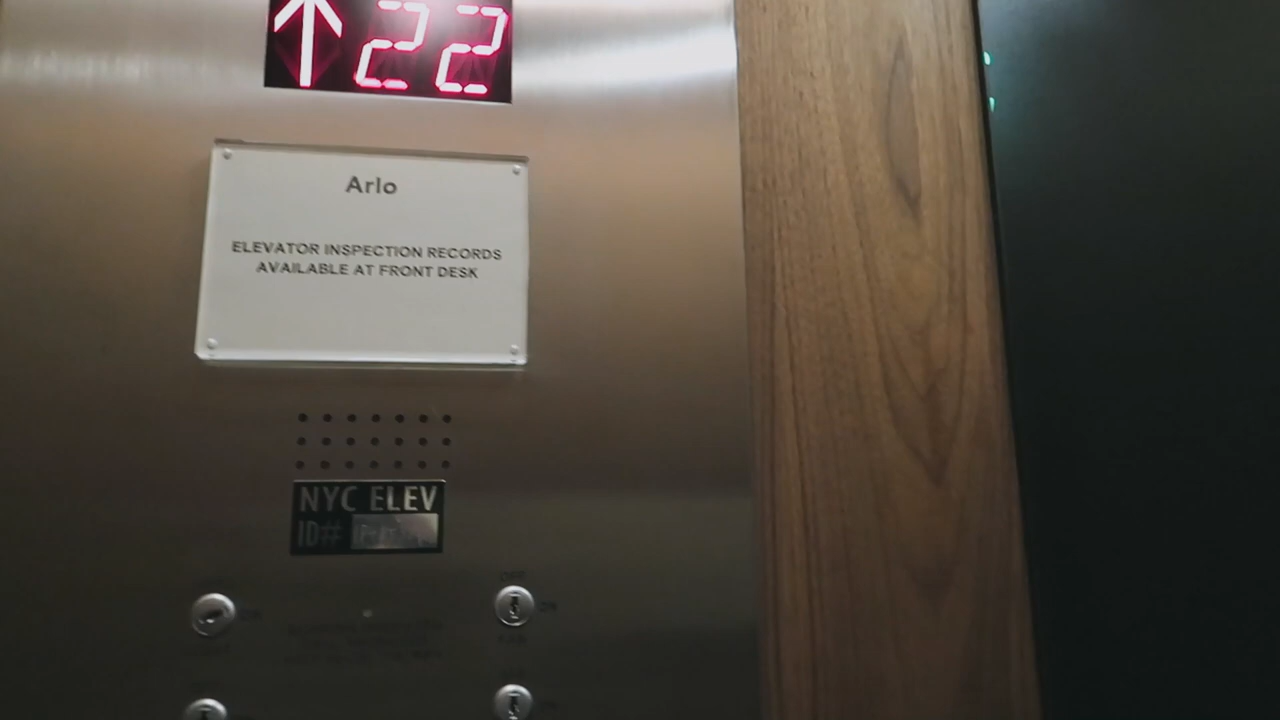 22
Arlo
ELEVATOR INSPECTION RECORDS
AVAILABLE AT FRONT DESK
NYC ELEV
ID#